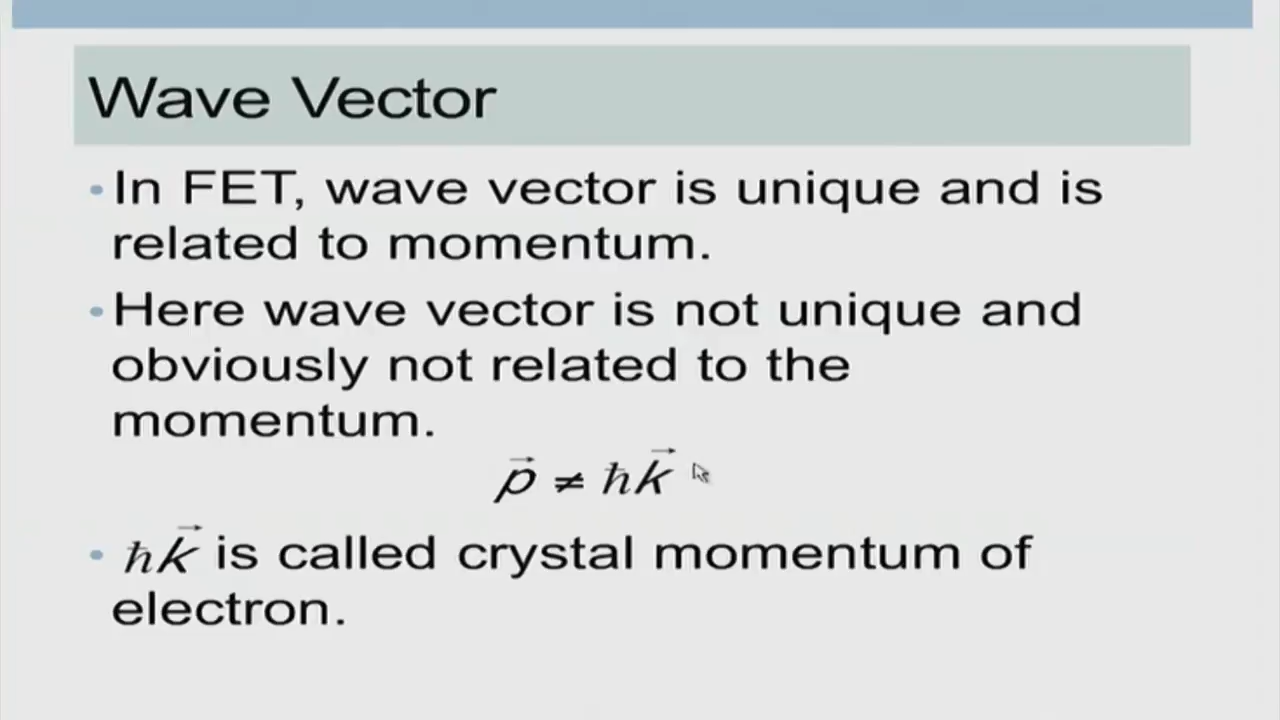 Wave Vector
• In FET, wave vector is unique and is
related to momentum.
• Here wave vector is not unique and
obviously not related to the
momentum.
p⃗ ≠ ℏk⃗
• ℏk⃗ is called crystal momentum of
electron.